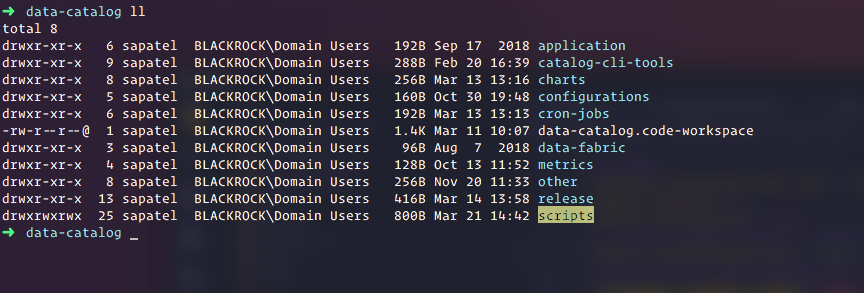 ➜ data-catalog ll
total 8
drwxr-xr-x 6 sapatel BLACKROCK\Domain Users 192B Sep 17 2018 application
drwxr-xr-x 9 sapatel BLACKROCK\Domain Users 288B Feb 20 16:39 catalog-cli-tools
drwxr-xr-x 8 sapatel BLACKROCK\Domain Users 256B Mar 13 13:16 charts
drwxr-xr-x 5 sapatel BLACKROCK\Domain Users 160B Oct 30 19:48 configurations
drwxr-xr-x 6 sapatel BLACKROCK\Domain Users 192B Mar 13 13:13 cron-jobs
-rw-r--r--@ 1 sapatel BLACKROCK\Domain Users 1.4K Mar 11 10:07 data-catalog.code-workspace
drwxr-xr-x 3 sapatel BLACKROCK\Domain Users 96B Aug 7 2018 data-fabric
drwxr-xr-x 4 sapatel BLACKROCK\Domain Users 128B Oct 13 11:52 metrics
drwxr-xr-x 8 sapatel BLACKROCK\Domain Users 256B Nov 20 11:33 other
drwxr-xr-x 13 sapatel BLACKROCK\Domain Users 416B Mar 14 13:58 release
drwxrwxrwx 25 sapatel BLACKROCK\Domain Users 800B Mar 21 14:42 scripts
➜ data-catalog _